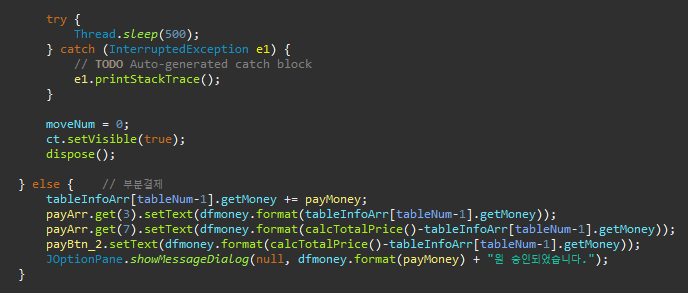 try {
Thread.sleep(500);
} catch (InterruptedException e1) {
// TODO Auto-generated catch block
e1.printStackTrace();
}
moveNum = 0;
ct.setVisible(true);
dispose();
} else {    // 부분결제
tableInfoArr[tableNum-1].getMoney += payMoney;
payArr.get(3).setText(dfmoney.format(tableInfoArr[tableNum-1].getMoney));
payArr.get(7).setText(dfmoney.format(calcTotalPrice()-tableInfoArr[tableNum-1].getMoney));
payBtn_2.setText(dfmoney.format(calcTotalPrice()-tableInfoArr[tableNum-1].getMoney));
JOptionPane.showMessageDialog(null, dfmoney.format(payMoney) + "원 승인되었습니다.");
}